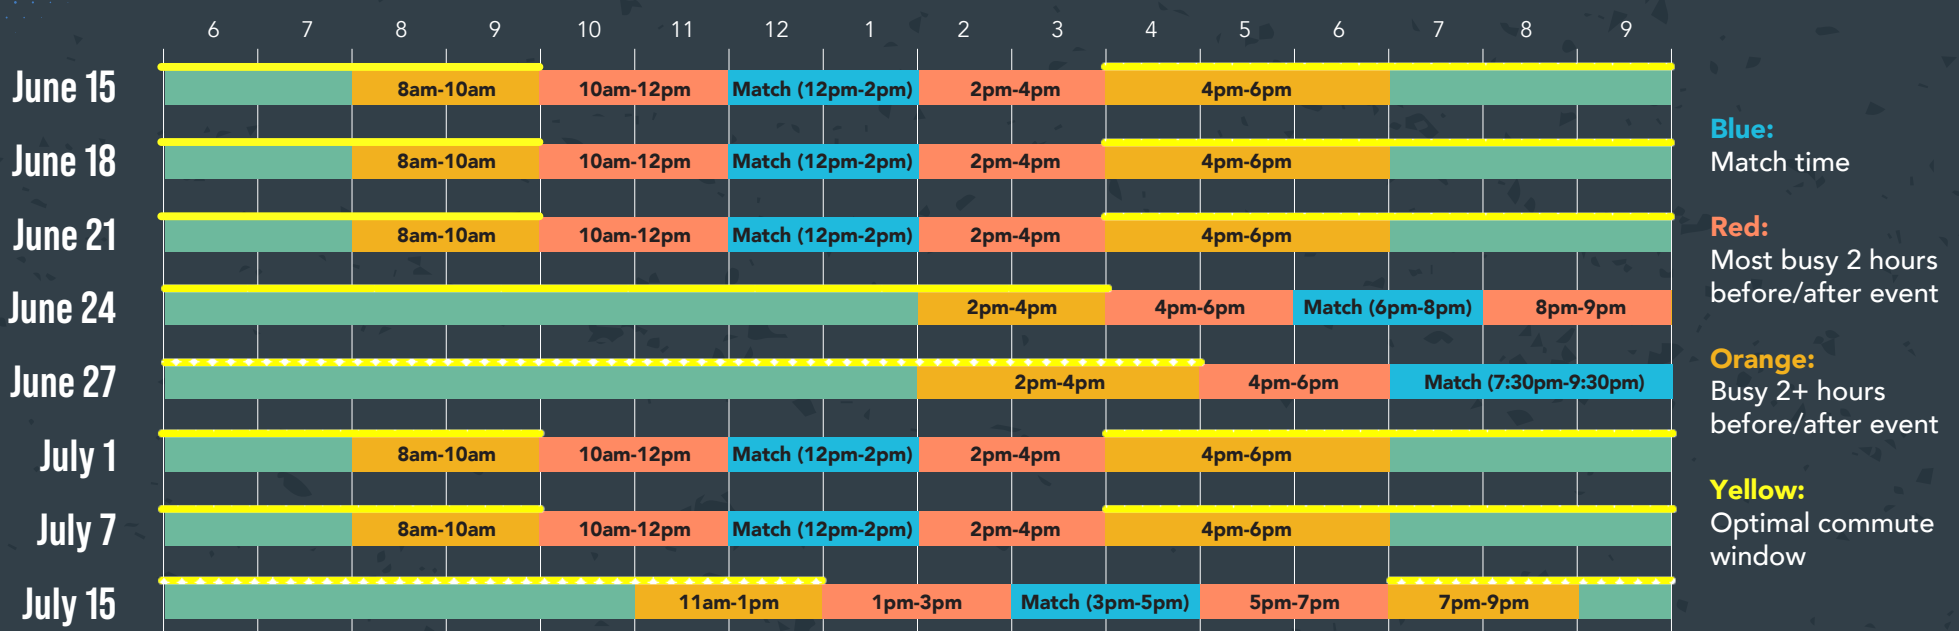 6 7 8 9 10 11 12 1 2 3 4 5 6 7 8 9
June 15 8am-10am 10am-12pm Match (12pm-2pm) 2pm-4pm 4pm-6pm
June 18 8am-10am 10am-12pm Match (12pm-2pm) 2pm-4pm 4pm-6pm
June 21 8am-10am 10am-12pm Match (12pm-2pm) 2pm-4pm 4pm-6pm
June 24 2pm-4pm 4pm-6pm Match (6pm-8pm) 8pm-9pm
June 27 2pm-4pm 4pm-6pm Match (7:30pm-9:30pm)
July 1 8am-10am 10am-12pm Match (12pm-2pm) 2pm-4pm 4pm-6pm
July 7 8am-10am 10am-12pm Match (12pm-2pm) 2pm-4pm 4pm-6pm
July 15 11am-1pm 1pm-3pm Match (3pm-5pm) 5pm-7pm 7pm-9pm
Blue:
Match time
Red:
Most busy 2 hours
before/after event
Orange:
Busy 2+ hours
before/after event
Yellow:
Optimal commute
window